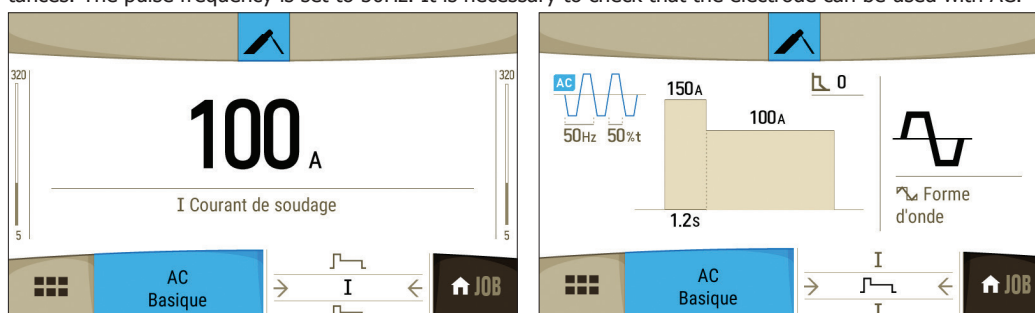 tances. The pulse frequency is set to 50Hz. It is necessary to check that the electrode can be used with AC.
320
320
100 A
I Courant de soudage
5
5
AC
Basique
I
JOB
AC
150A
0
100A
50Hz 50%t
1.2s
Forme
d'onde
AC
Basique
I
I
JOB